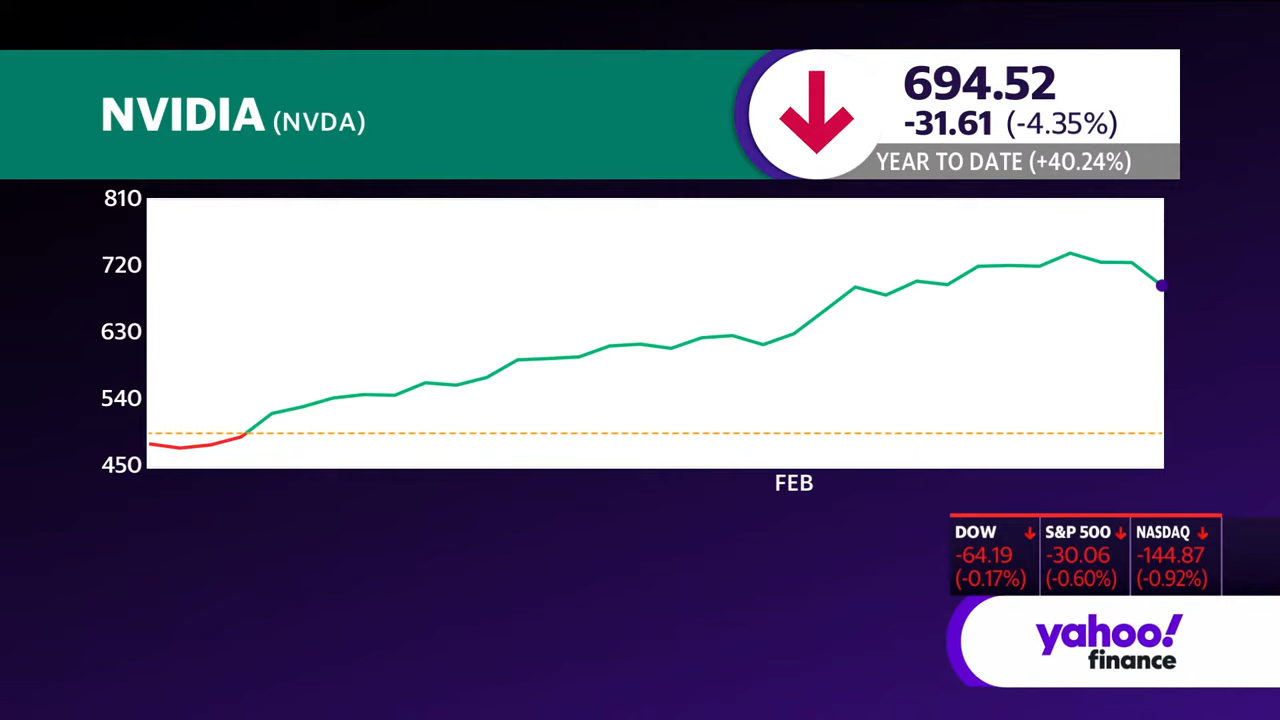 NVIDIA (NVDA)
694.52
-31.61 (-4.35%)
YEAR TO DATE (+40.24%)
810
720
630
540
450
FEB
DOW S&P 500 NASDAQ
-64.19 -30.06 -144.87
(-0.17%) (-0.60%) (-0.92%)
yahoo!
finance